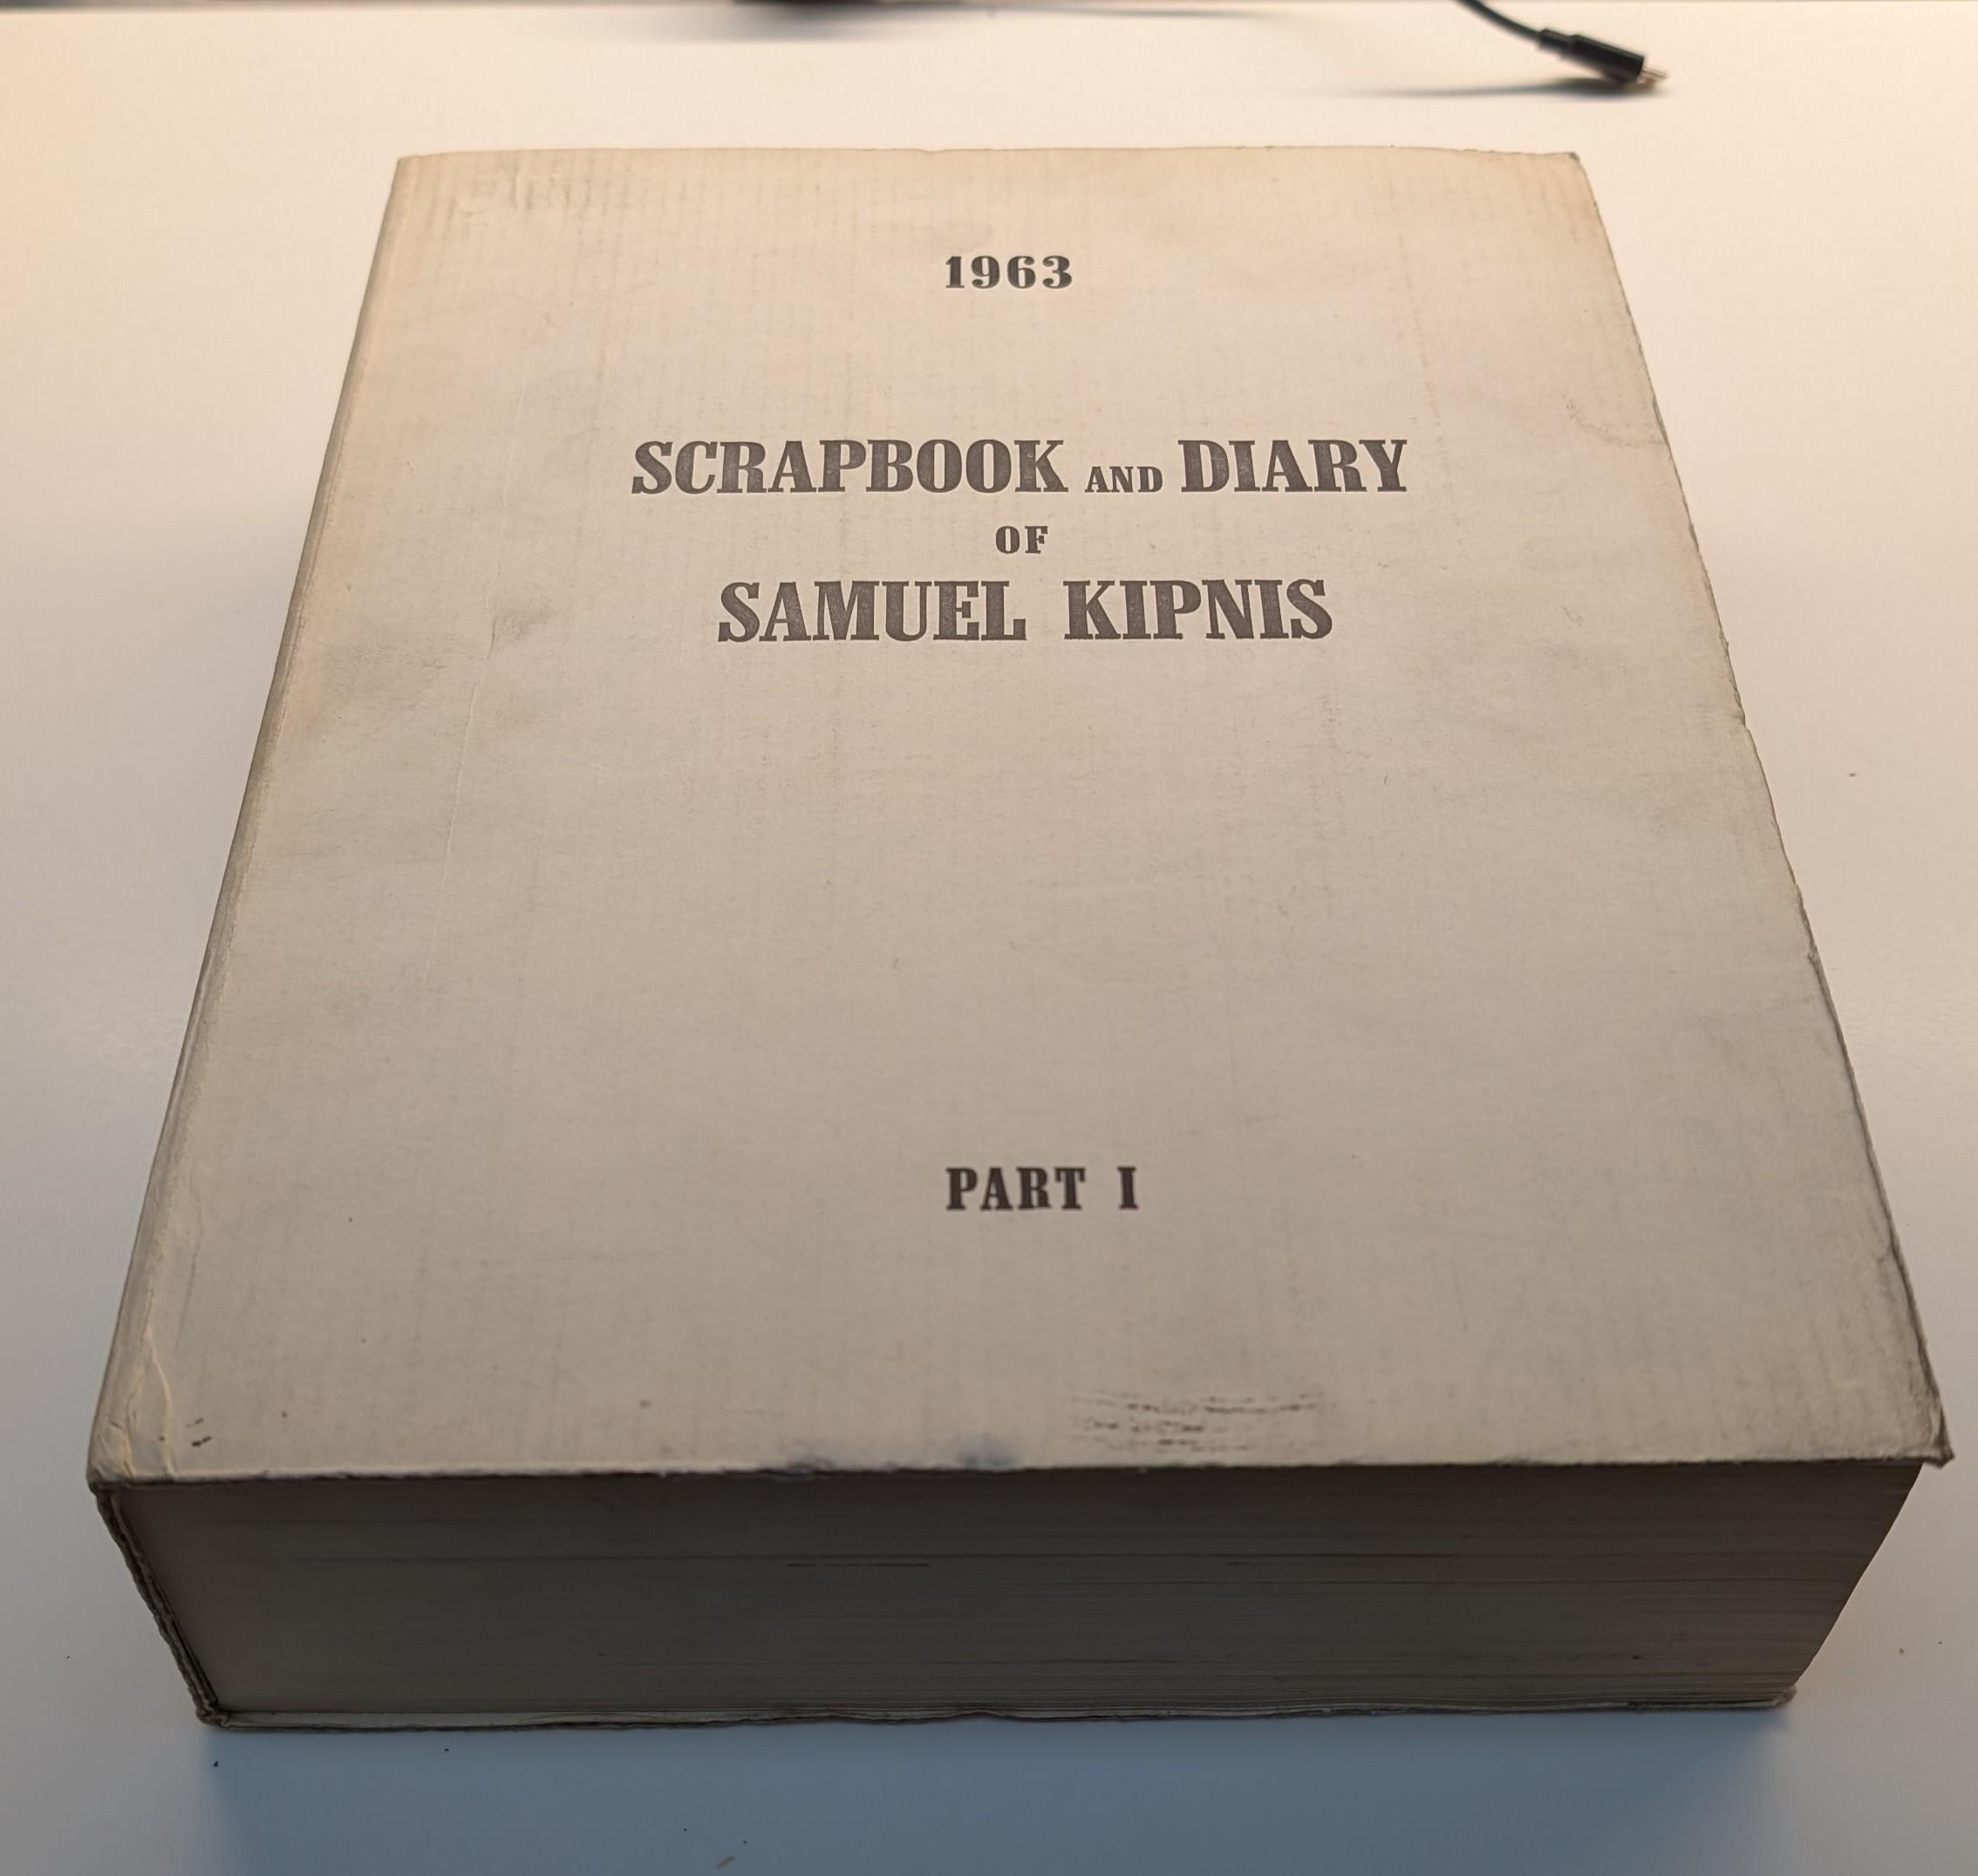 1963
SCRAPBOOK AND DIARY
OF
SAMUEL KIPNIS
PART I